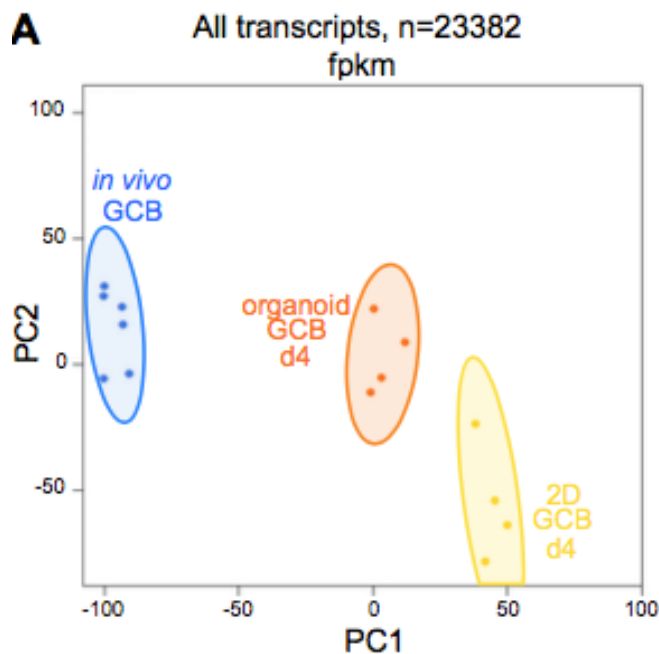 A
All transcripts, n=23382
fpkm
100
in vivo
GCB
50
organoid
GCB
d4
PC2
0
-50
2D
GCB
d4
-100
-50
0
50
100
PC1